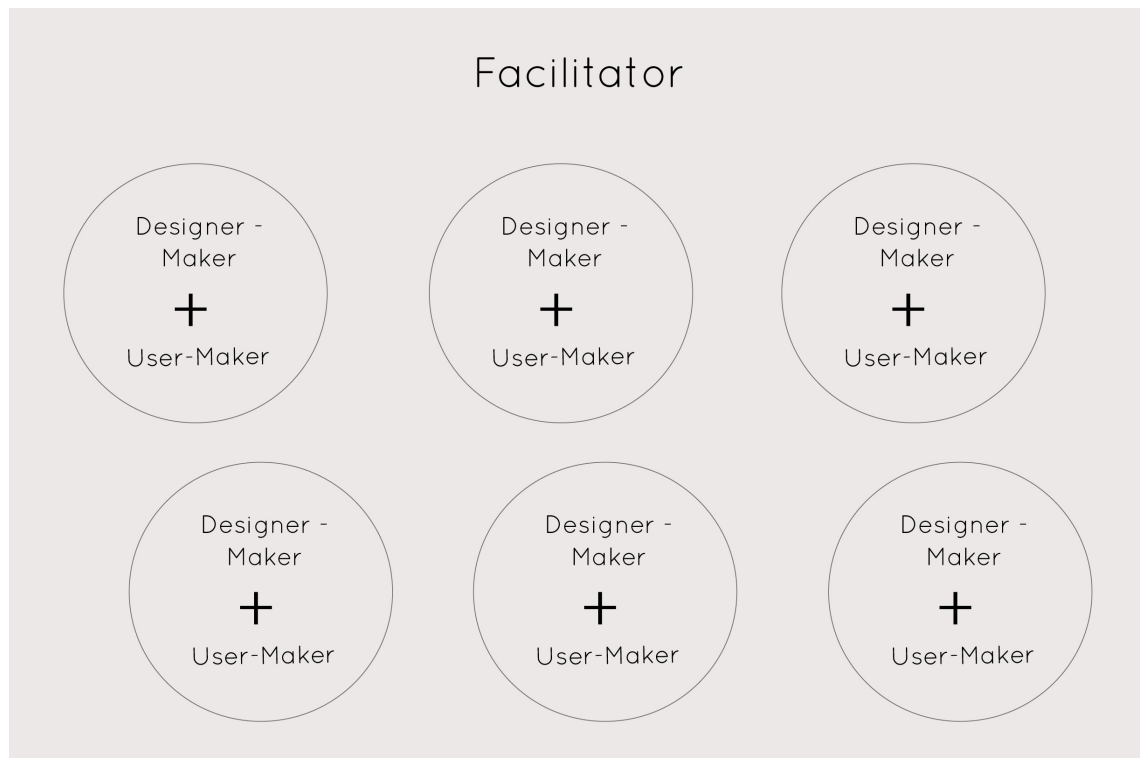 Facilitator
Designer -
Maker
+
User-Maker
Designer -
Maker
+
User-Maker
Designer -
Maker
+
User-Maker
Designer -
Maker
+
User-Maker
Designer -
Maker
+
User-Maker
Designer -
Maker
+
User-Maker